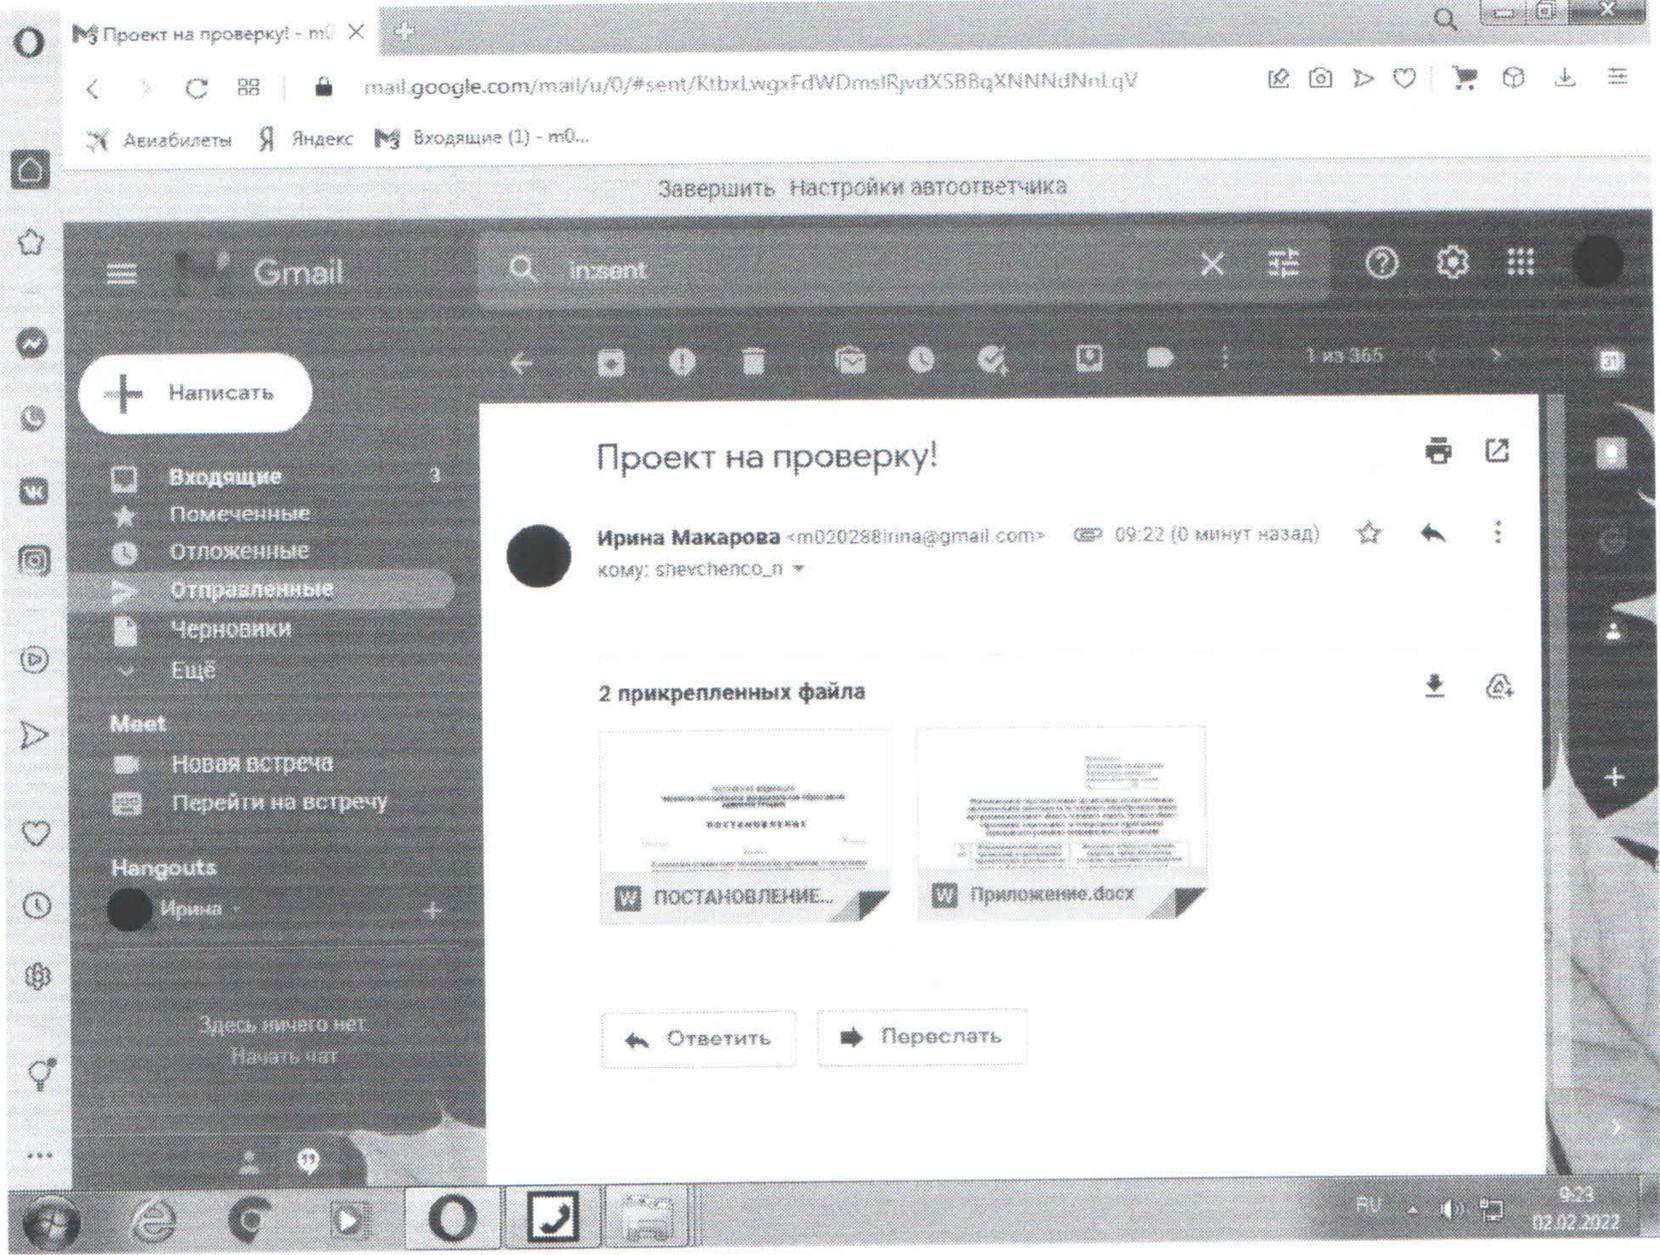 Проект на проверку! - m0
mail.google.com/mail/u/0/#sent/KtbxLwgxFdWDmslRjvdXSBBqXNNNdNnLqV
Авиабилеты Яндекс Входящие (1) - m0...
Завершить Настройки автоответчика
Gmail
in:sent
1 из 365
31
Написать
Входящие 3
Помеченные
Отложенные
Отправленные
Черновики
Ещё
Meet
Новая встреча
Перейти на встречу
Hangouts
Ирина
Здесь ничего нет.
Начать чат
Проект на проверку!
Ирина Макарова <m020288irina@gmail.com> 09:22 (0 минут назад)
кому: shevchenco_n
2 прикрепленных файла
ПОСТАНОВЛЕНИЕ
W ПОСТАНОВЛЕНИЕ...
W Приложение.docx
Ответить Переслать
RU
9:23
02.02.2022